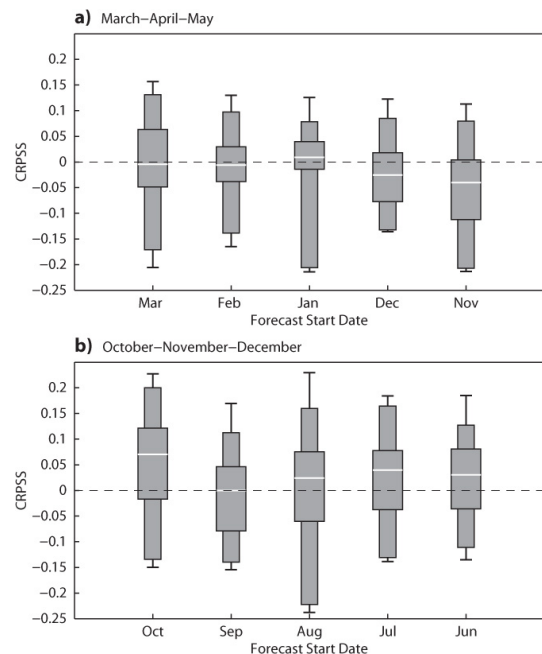 a) March–April–May
0.2
0.15
0.1
0.05
0
−0.05
−0.1
−0.15
−0.2
−0.25
CRPSS
Mar Feb Jan Dec Nov
Forecast Start Date
b) October–November–December
0.2
0.15
0.1
0.05
0
−0.05
−0.1
−0.15
−0.2
−0.25
CRPSS
Oct Sep Aug Jul Jun
Forecast Start Date